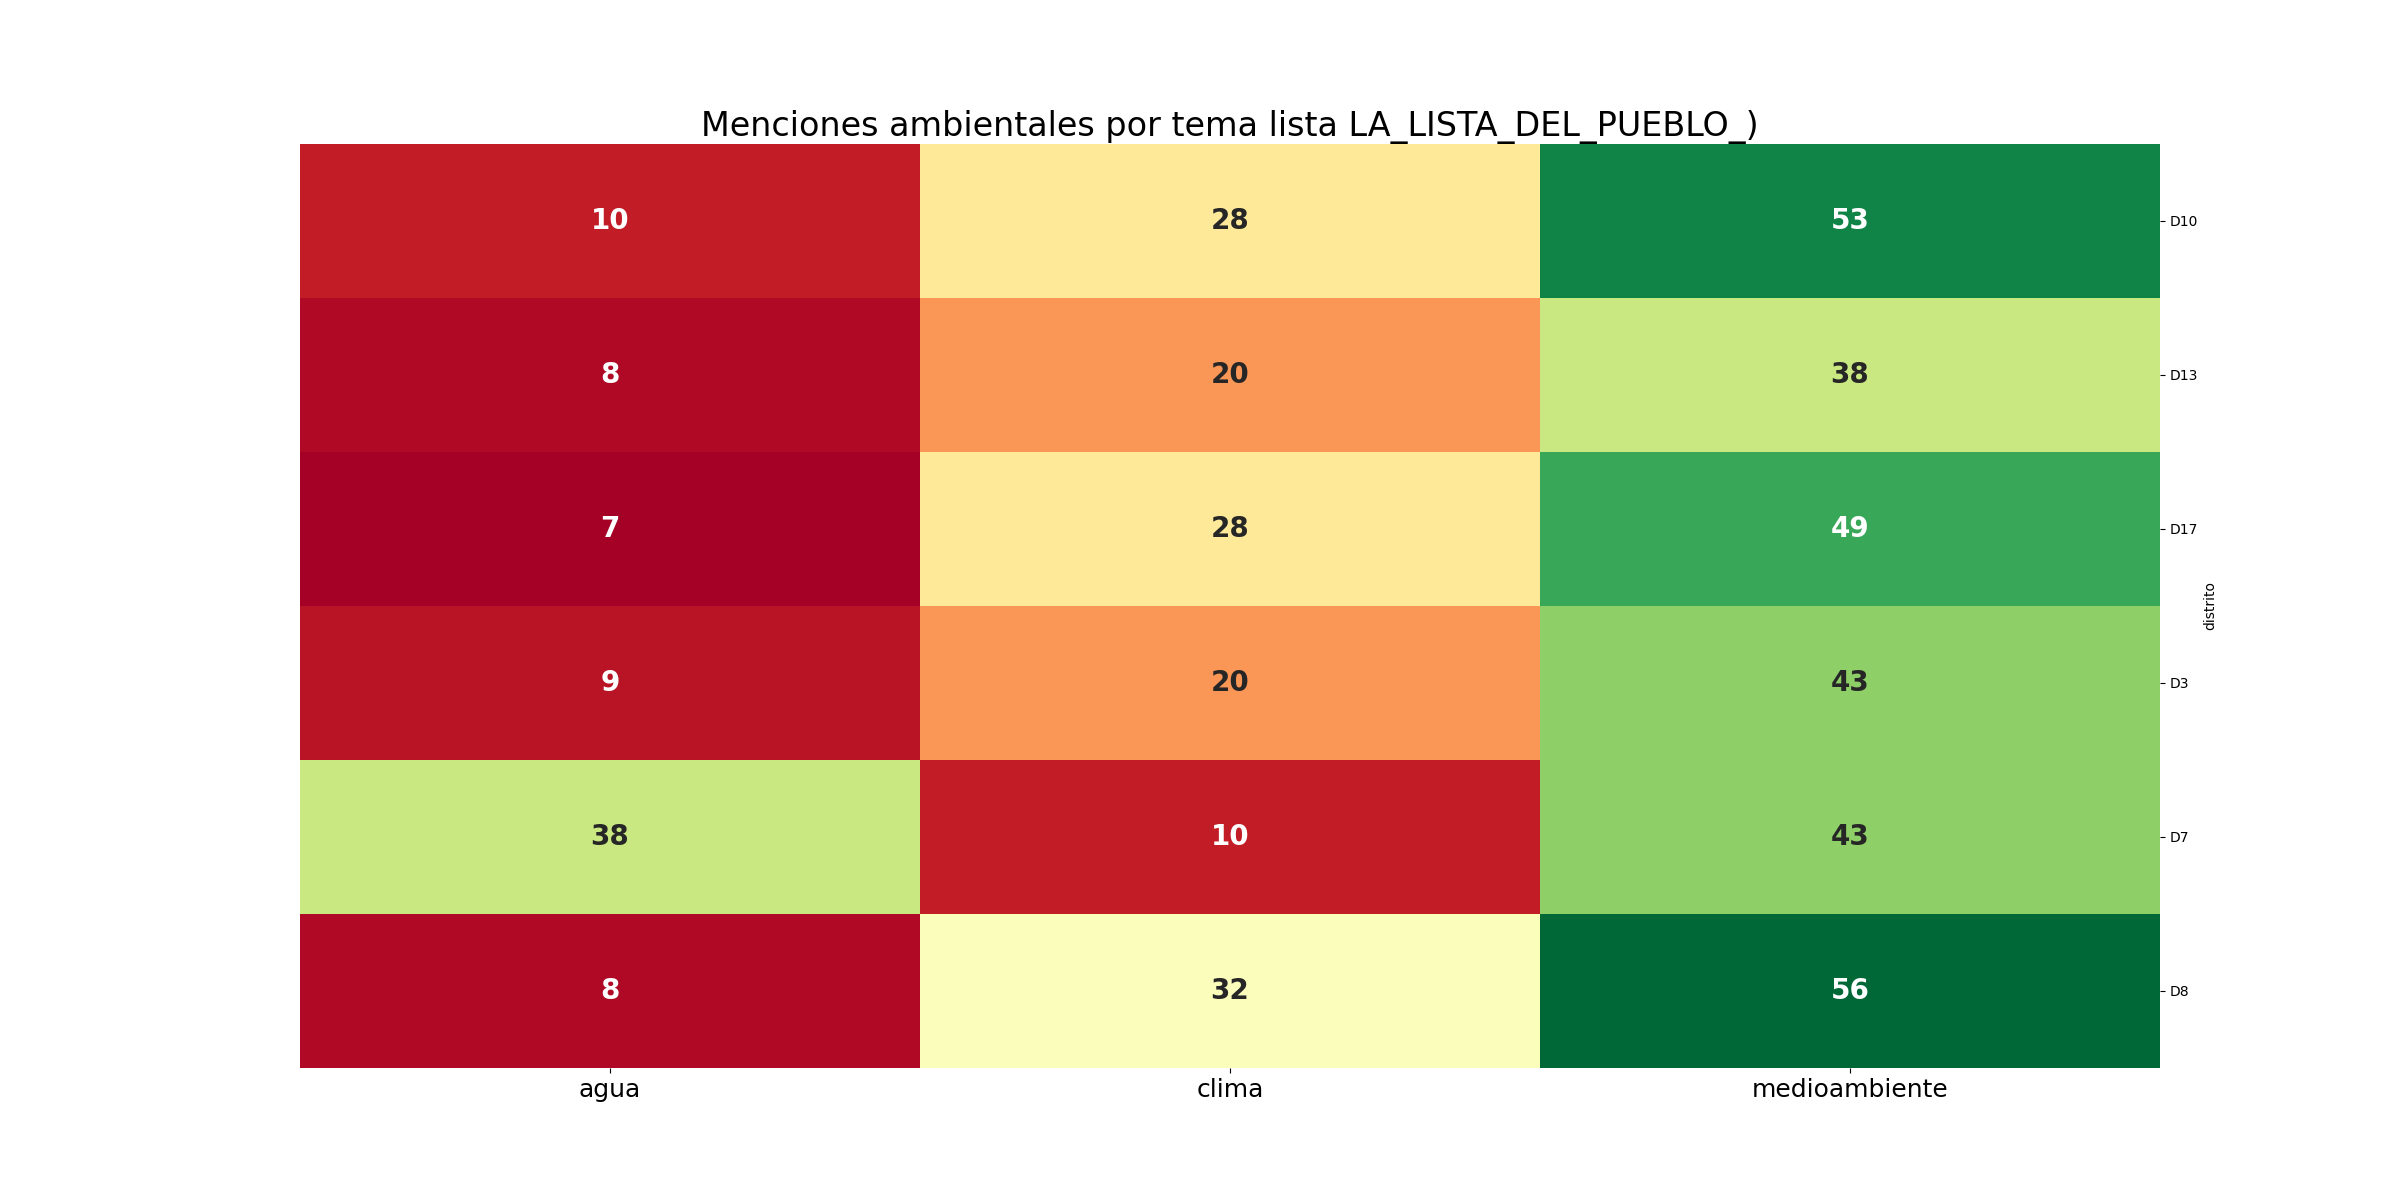 Menciones ambientales por tema lista LA_LISTA_DEL_PUEBLO_)
10 28 53 D10
8 20 38 D13
7 28 49 D17
distrito
9 20 43 D3
38 10 43 D7
8 32 56 D8
agua clima medioambiente